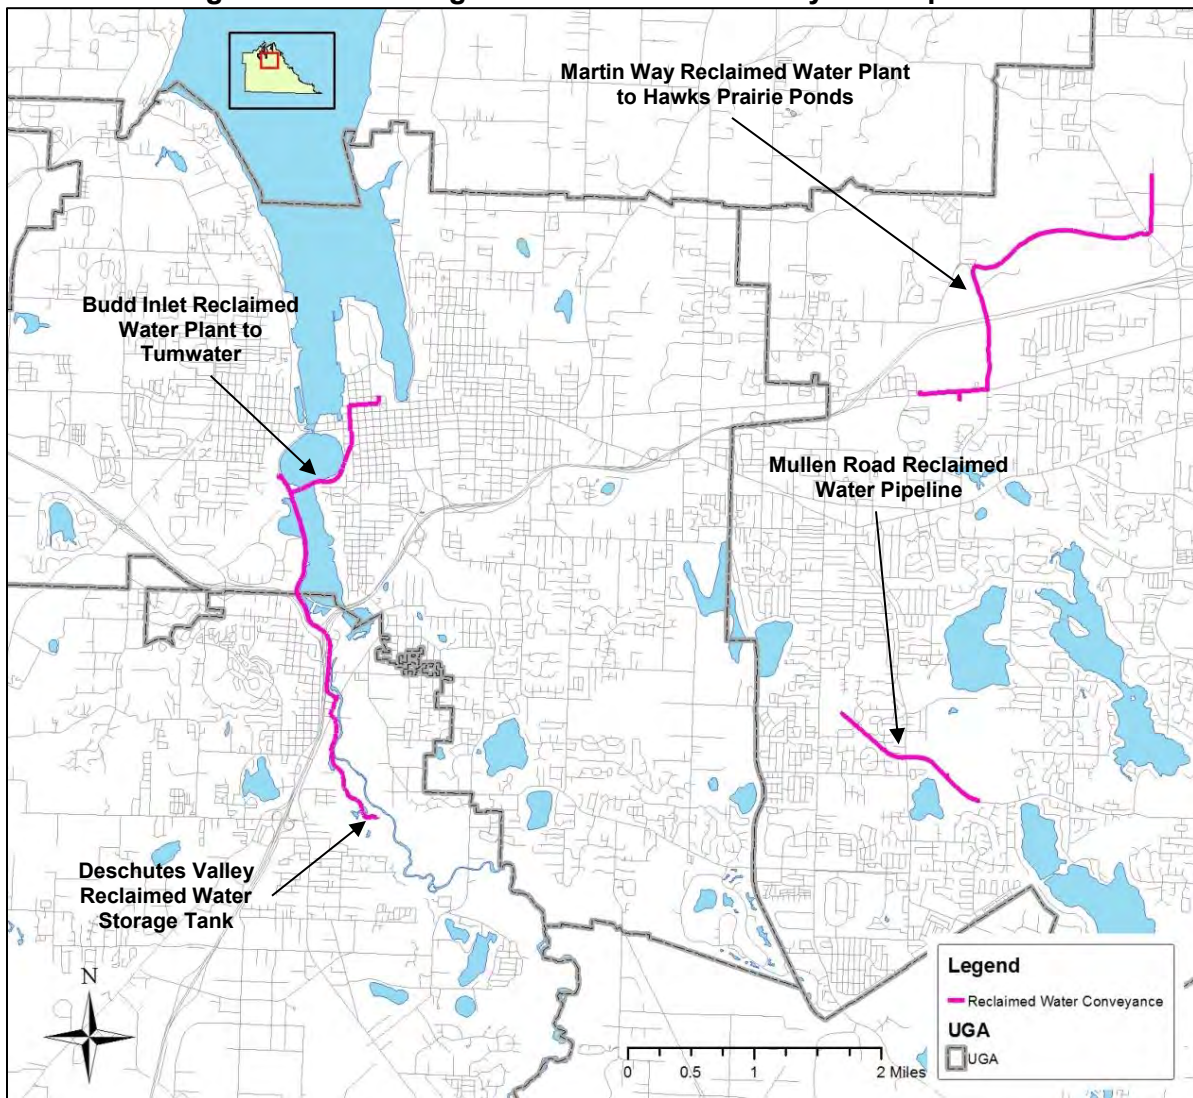 Martin Way Reclaimed Water Plant
to Hawks Prairie Ponds
Budd Inlet Reclaimed
Water Plant to
Tumwater
Mullen Road Reclaimed
Water Pipeline
Deschutes Valley
Reclaimed Water
Storage Tank
N
Legend
Reclaimed Water Conveyance
UGA
UGA
0 0.5 1 2 Miles